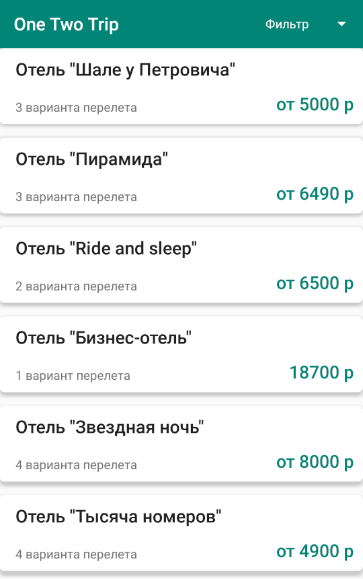 One Two Trip
Фильтр
Отель "Шале у Петровича"
3 варианта перелета
от 5000 р
Отель "Пирамида"
3 варианта перелета
от 6490 р
Отель "Ride and sleep"
2 варианта перелета
от 6500 р
Отель "Бизнес-отель"
1 вариант перелета
18700 р
Отель "Звездная ночь"
4 варианта перелета
от 8000 р
Отель "Тысяча номеров"
4 варианта перелета
от 4900 р